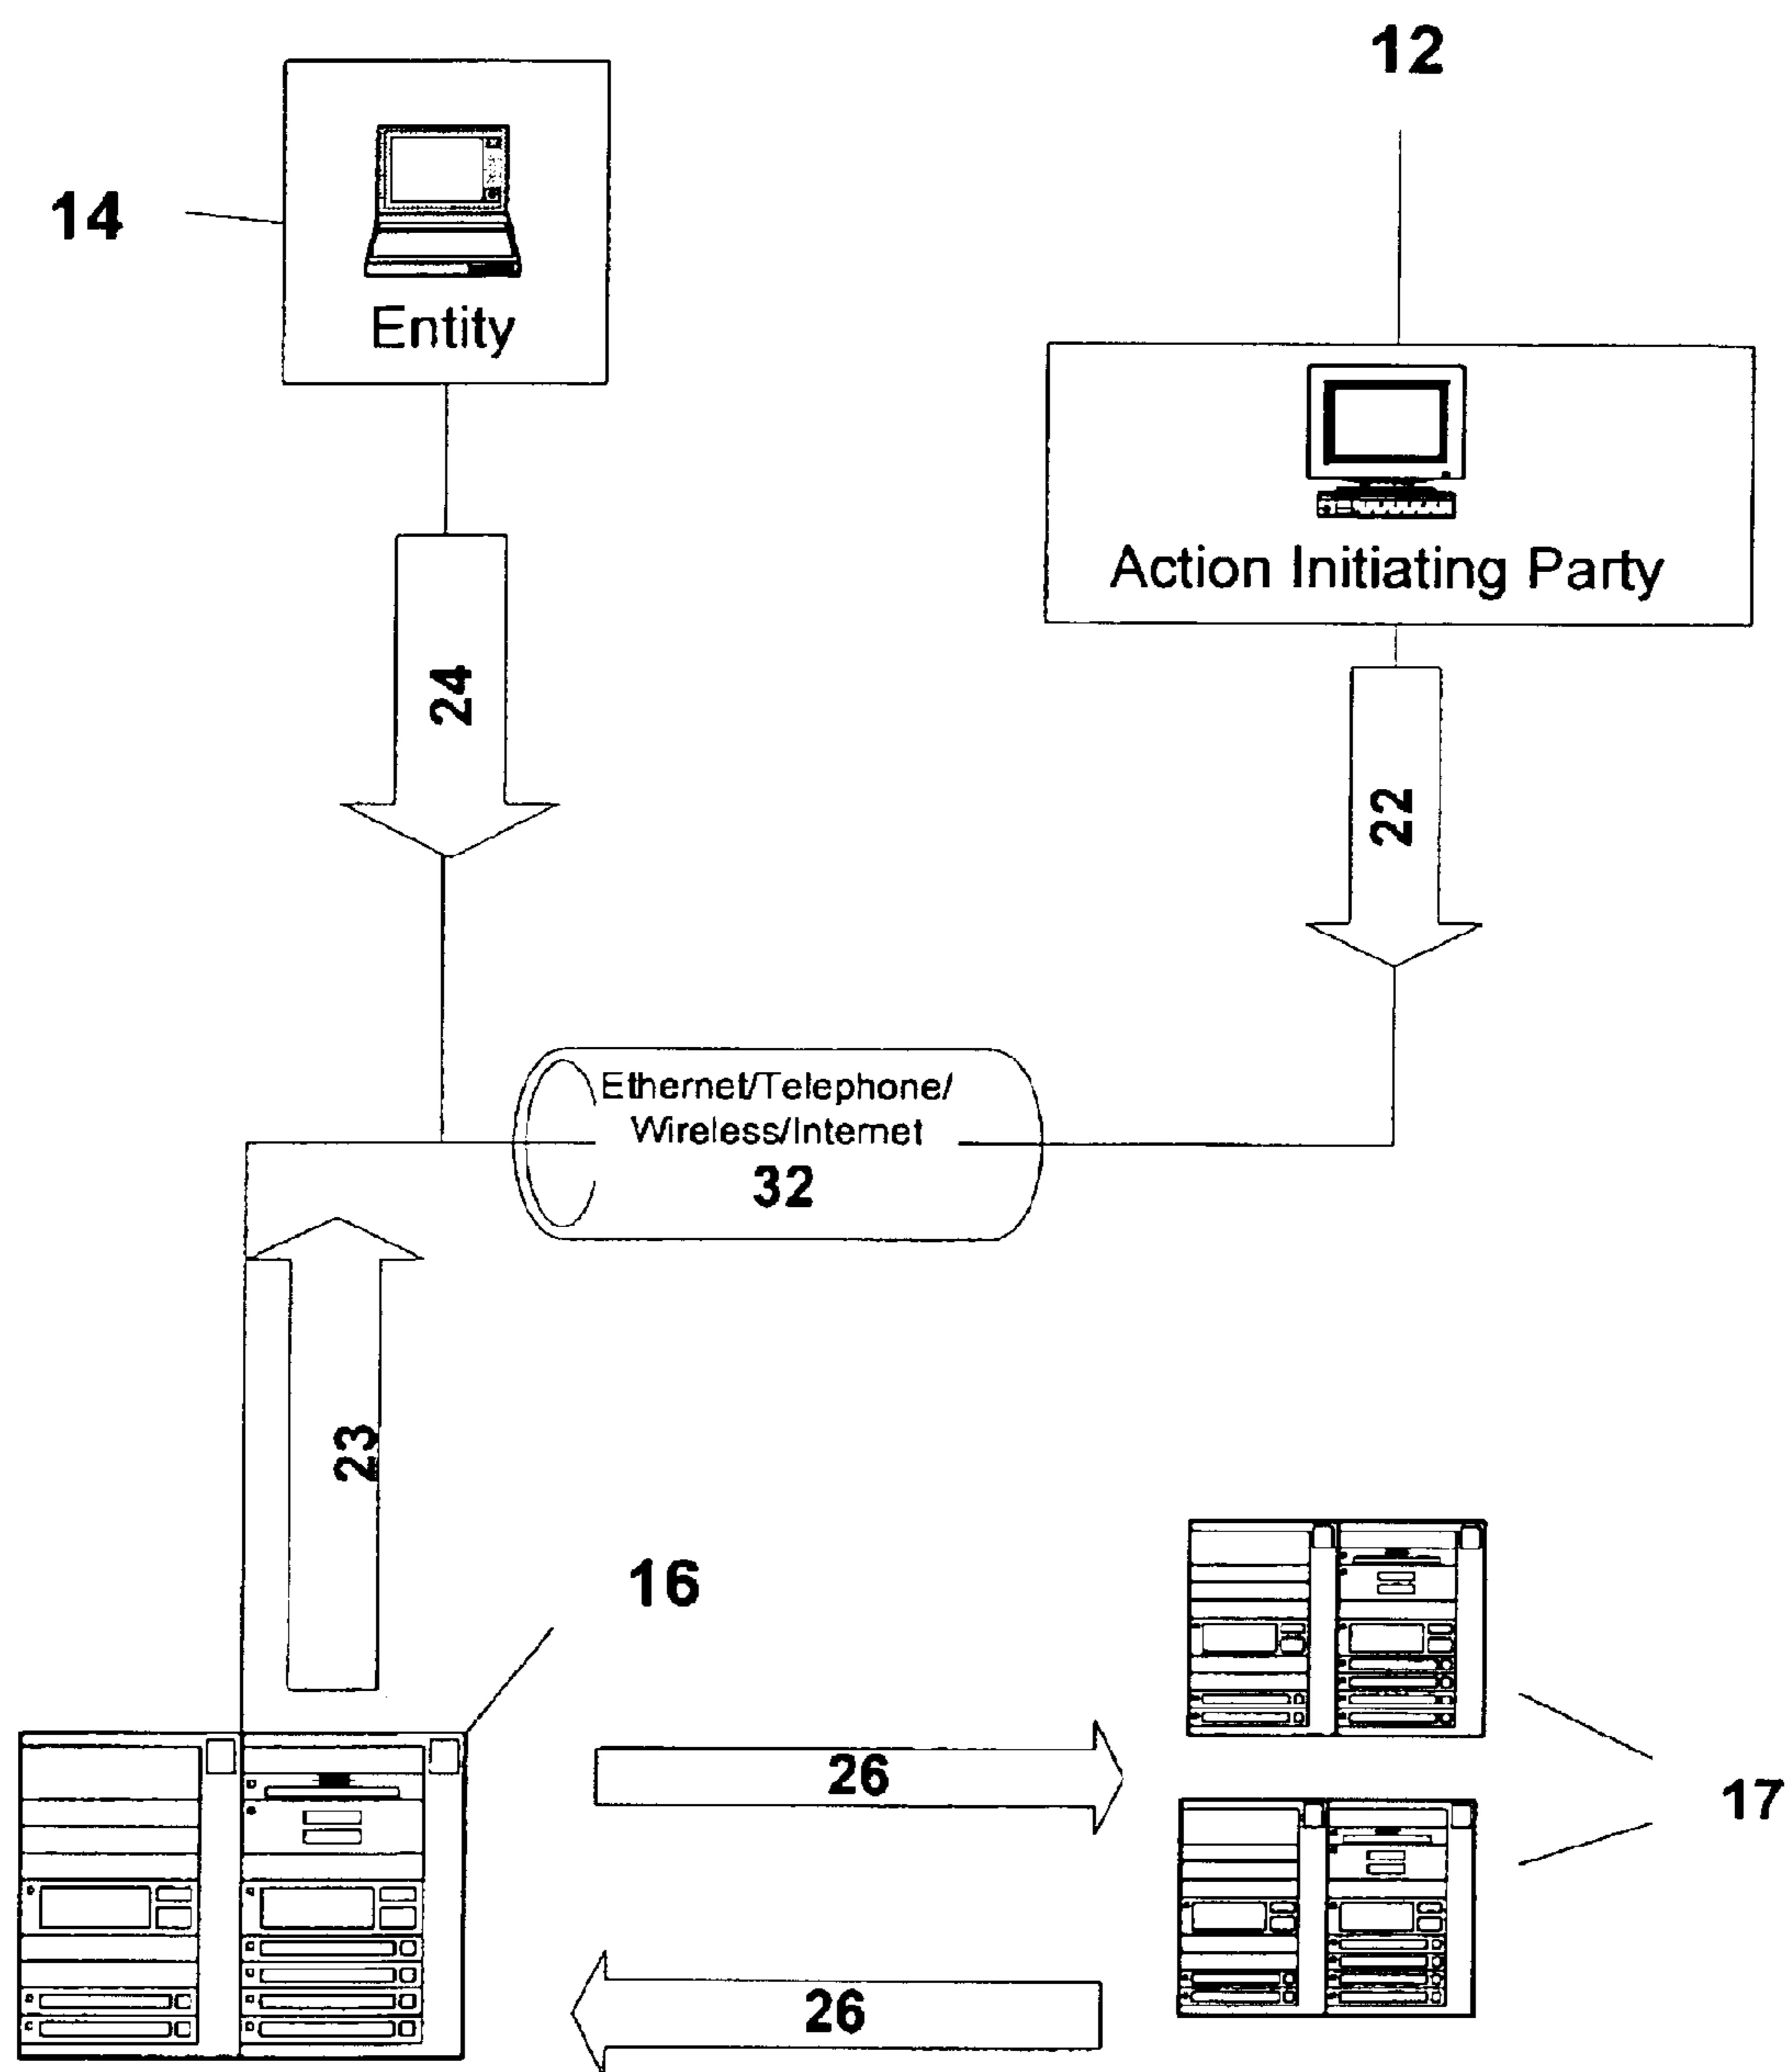 12
14
Entity
Action Initiating Party
24
22
Ethernet/Telephone/
Wireless/Internet
32
23
16
26
17
26